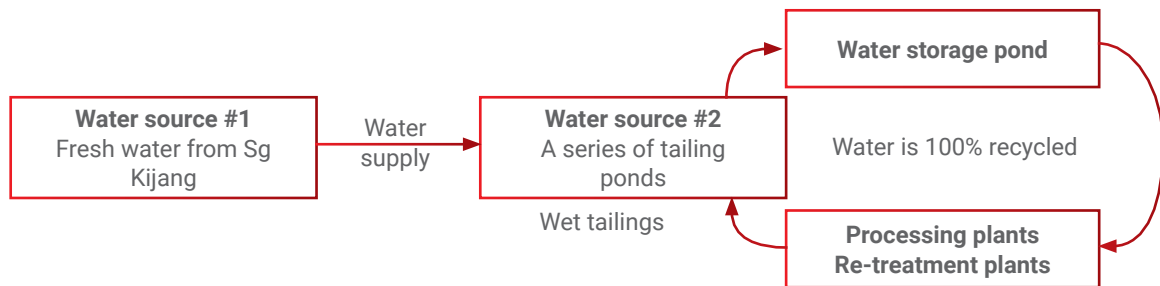 Water storage pond
Water source #1
Fresh water from Sg
Kijang
Water
supply
Water source #2
A series of tailing
ponds
Water is 100% recycled
Wet tailings
Processing plants
Re-treatment plants